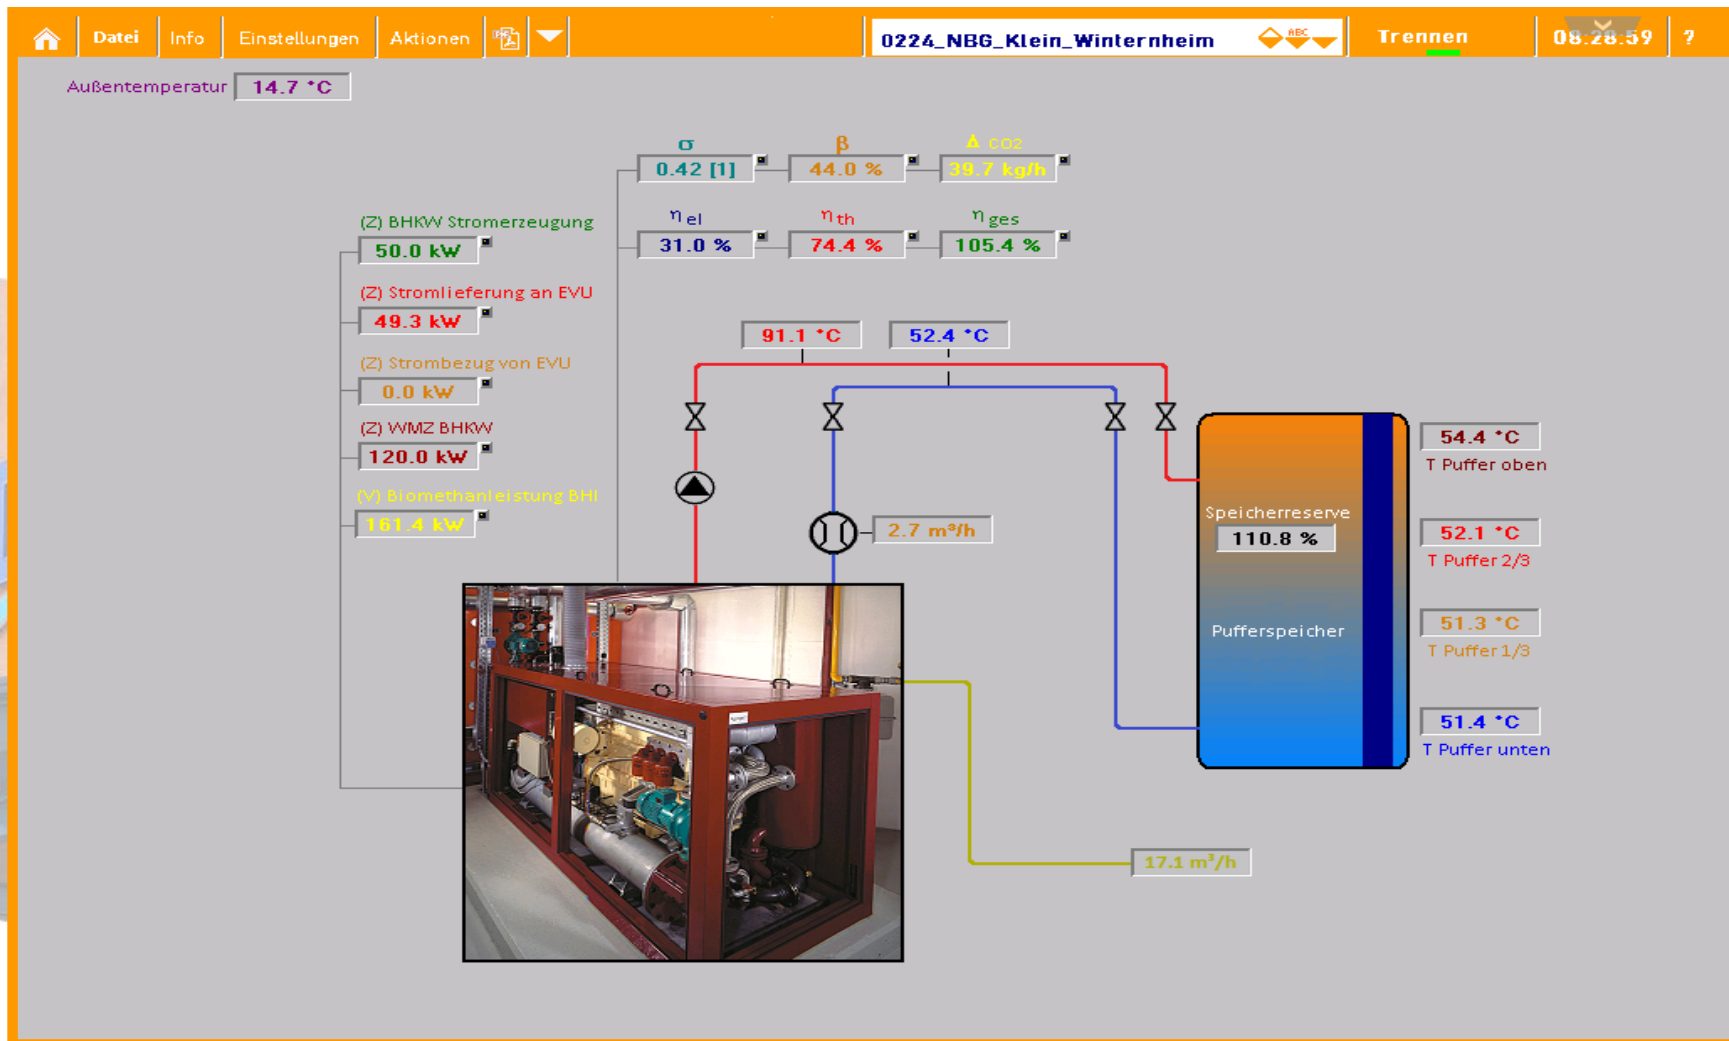 Datei Info Einstellungen Aktionen 0224_NBG_Klein_Winternheim ABC Trennen 08:28:59 ?
Außentemperatur 14.7 °C
σ β Δ CO2
0.42 [1] 44.0 % 39.7 kg/h
η el η th η ges
31.0 % 74.4 % 105.4 %
(Z) BHKW Stromerzeugung
50.0 kW
(Z) Stromlieferung an EVU
49.3 kW
(Z) Strombezug von EVU
0.0 kW
(Z) WMZ BHKW
120.0 kW
(V) Biomethanleistung BHI
161.4 kW
91.1 °C 52.4 °C
2.7 m³/h
Speicherreserve
110.8 %
Pufferspeicher
54.4 °C
T Puffer oben
52.1 °C
T Puffer 2/3
51.3 °C
T Puffer 1/3
51.4 °C
T Puffer unten
17.1 m³/h